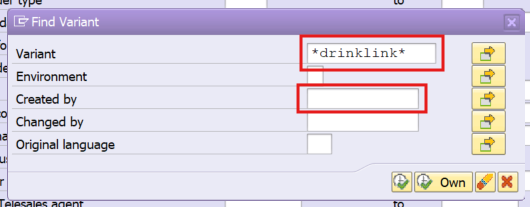 to
Find Variant
Variant
*drinklink*
Environment
Created by
Changed by
Original language
Own
Telesales agent
to